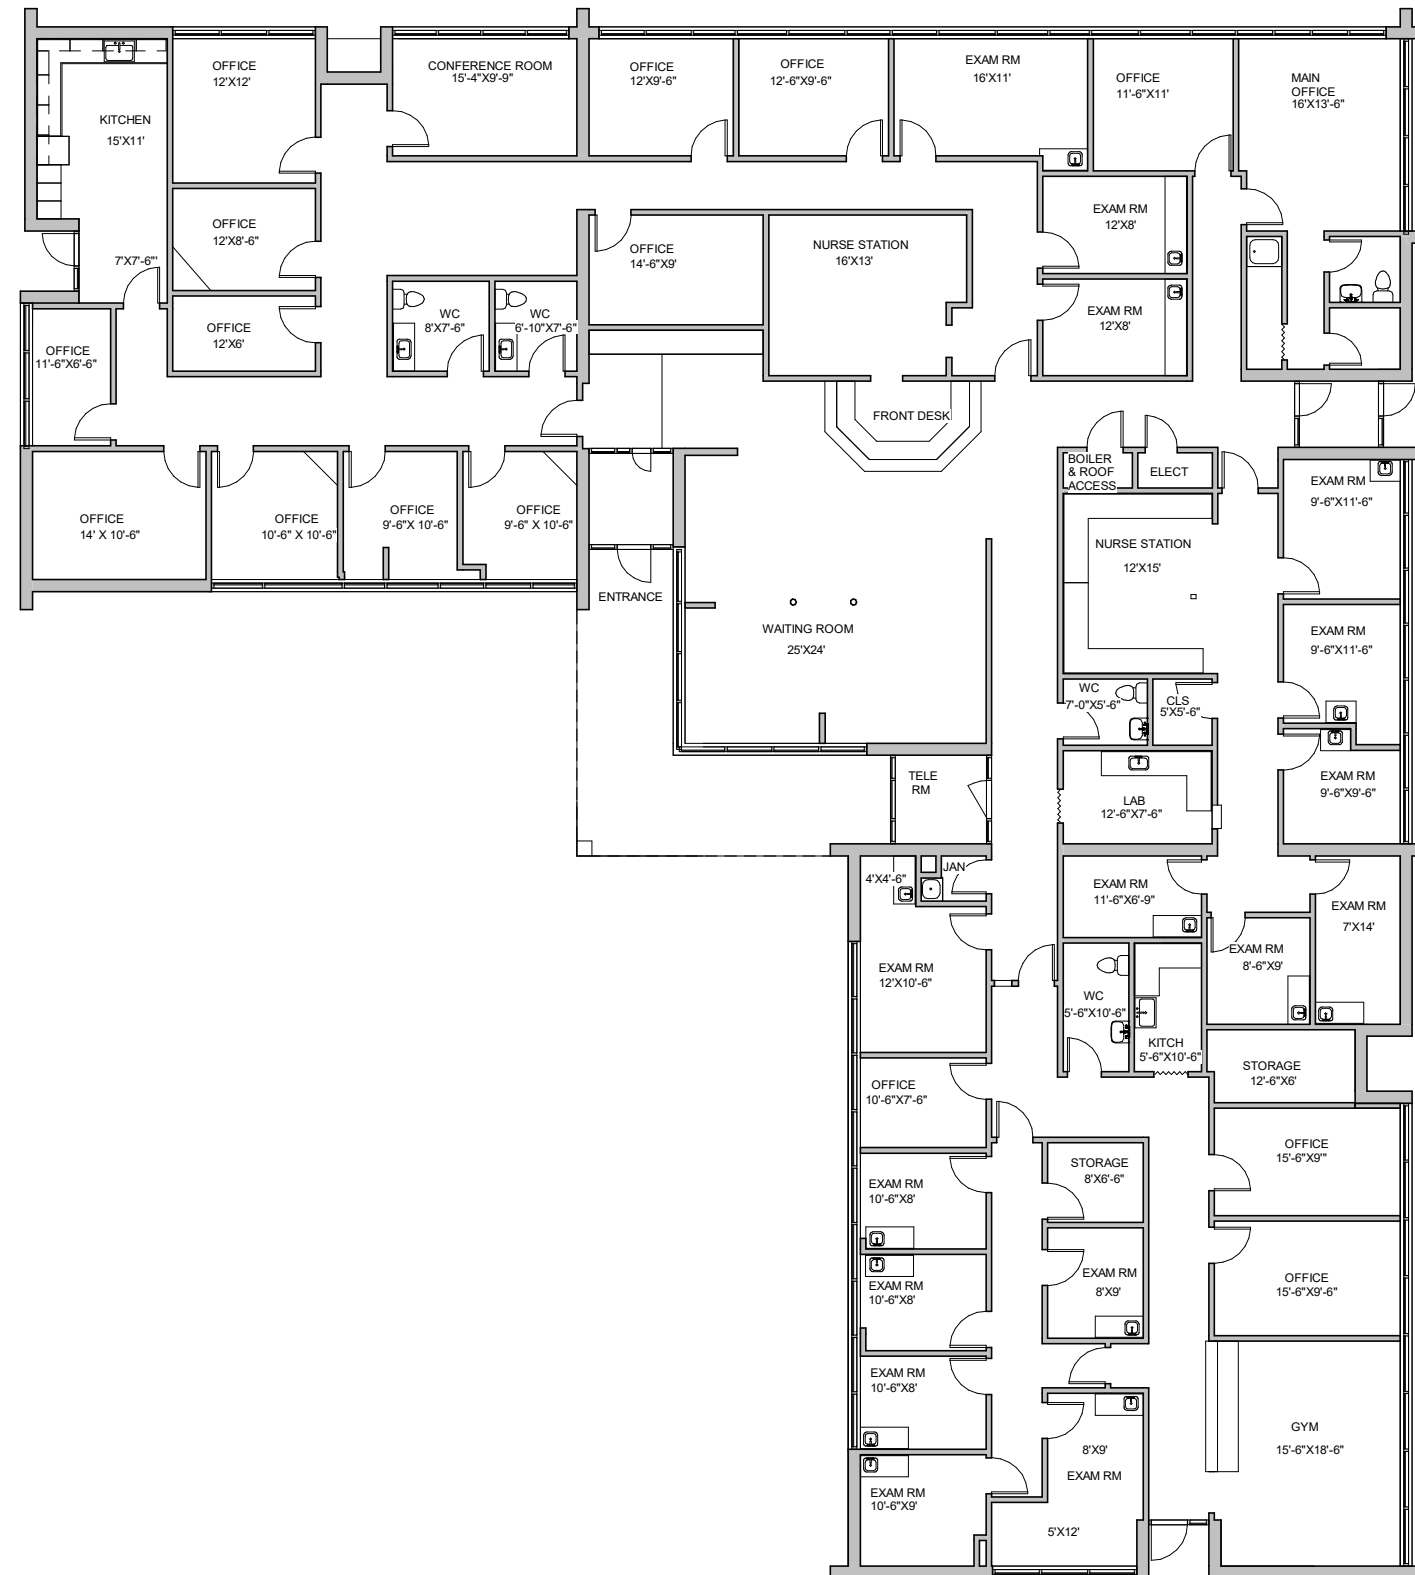 OFFICE
12'X12'
CONFERENCE ROOM
15'-4"X9'-9"
OFFICE
12'X9'-6"
OFFICE
12'-6"X9'-6"
EXAM RM
16'X11'
OFFICE
11'-6"X11'
MAIN
OFFICE
16'X13'-6"
KITCHEN
15'X11'
7'X7'-6'"
OFFICE
12'X8'-6"
OFFICE
12'X6'
OFFICE
11'-6"X6'-6"
WC
8'X7'-6"
WC
6'-10"X7'-6"
OFFICE
14'-6"X9'
NURSE STATION
16'X13'
EXAM RM
12'X8'
EXAM RM
12'X8'
FRONT DESK
OFFICE
14' X 10'-6"
OFFICE
10'-6" X 10'-6"
OFFICE
9'-6"X 10'-6"
OFFICE
9'-6" X 10'-6"
ENTRANCE
WAITING ROOM
25'X24'
BOILER
& ROOF
ACCESS
ELECT
NURSE STATION
12'X15'
EXAM RM
9'-6"X11'-6"
EXAM RM
9'-6"X11'-6"
WC
7'-0"X5'-6"
CLS
5'X5'-6"
EXAM RM
9'-6"X9'-6"
TELE
RM
LAB
12'-6"X7'-6"
4'X4'-6"
JAN
EXAM RM
11'-6"X6'-9"
EXAM RM
7'X14'
EXAM RM
8'-6"X9'
EXAM RM
12'X10'-6"
WC
5'-6"X10'-6"
KITCH
5'-6"X10'-6"
STORAGE
12'-6"X6'
OFFICE
10'-6"X7'-6"
OFFICE
15'-6"X9'"
STORAGE
8'X6'-6"
EXAM RM
10'-6"X8'
EXAM RM
8'X9'
OFFICE
15'-6"X9'-6"
EXAM RM
10'-6"X8'
EXAM RM
10'-6"X8'
GYM
15'-6"X18'-6"
8'X9'
EXAM RM
EXAM RM
10'-6"X9'
5'X12'